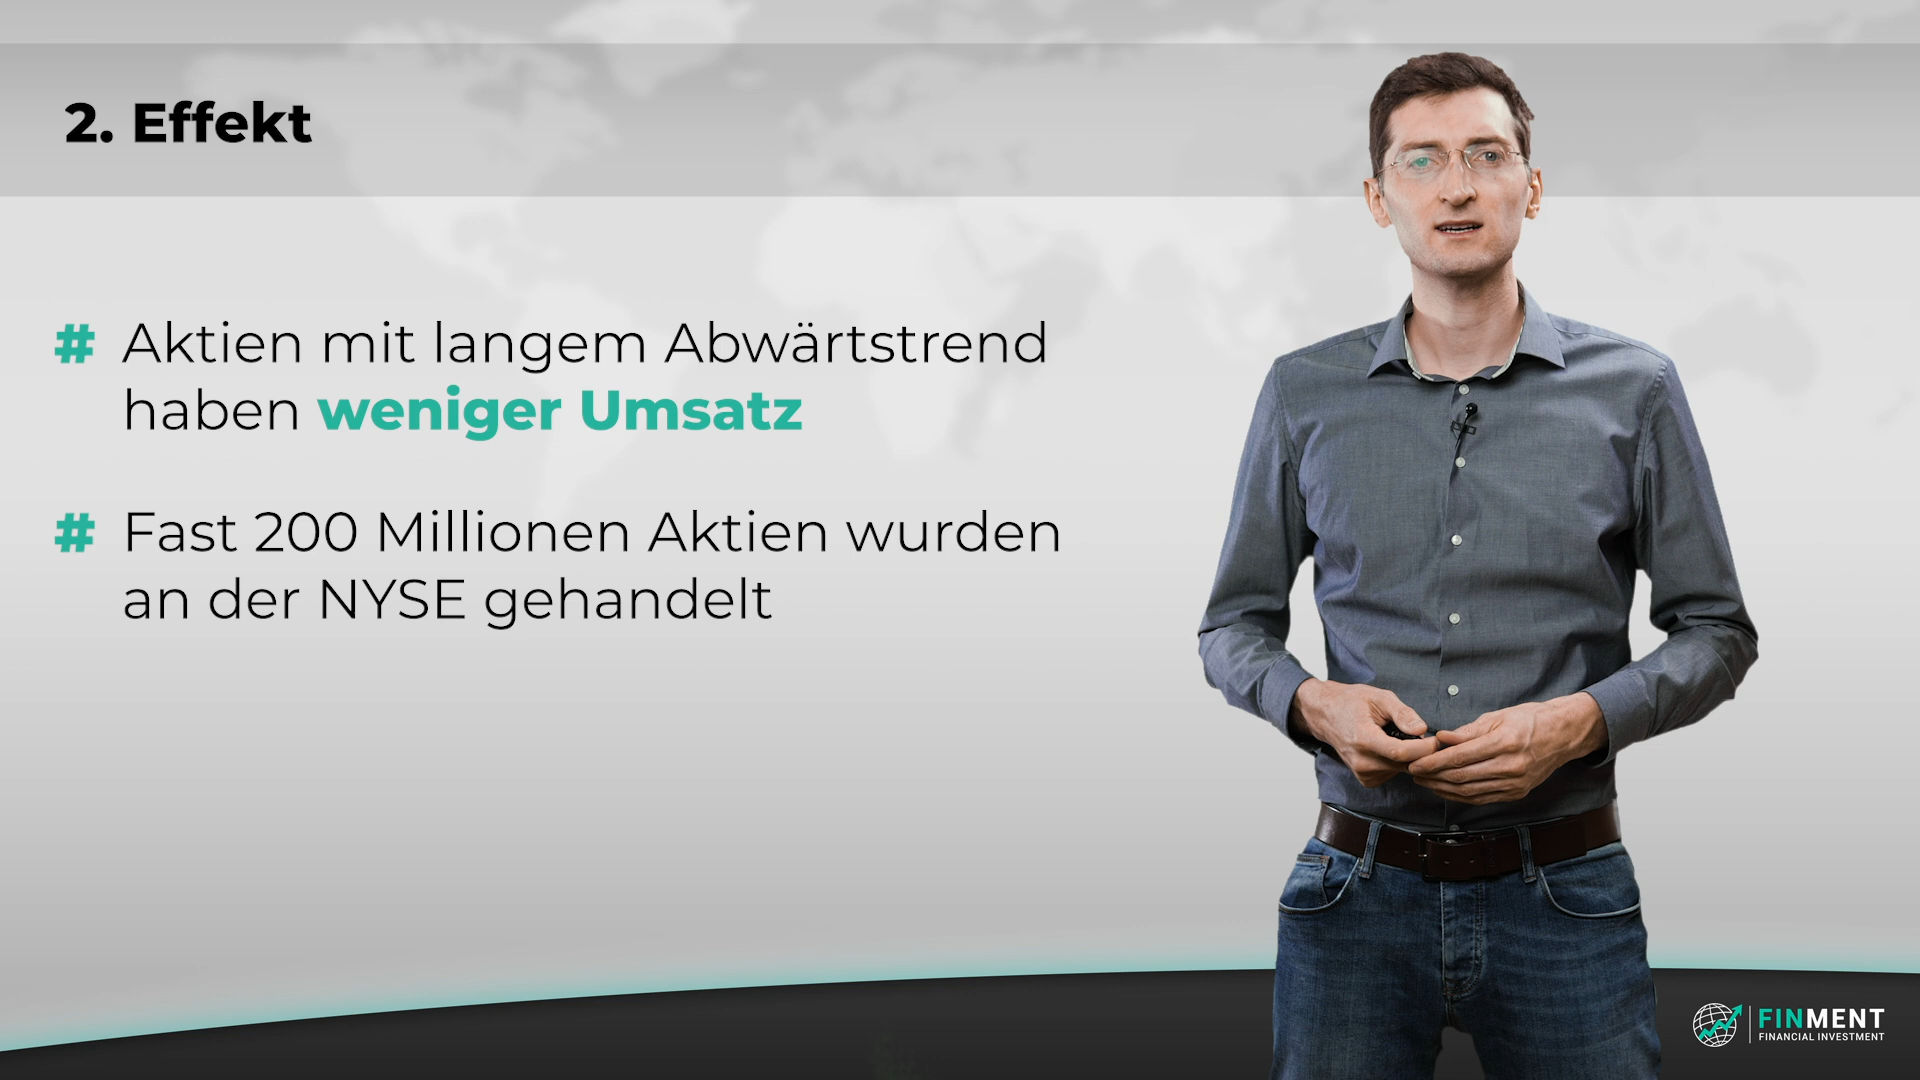 2. Effekt
# Aktien mit langem Abwärtstrend
haben weniger Umsatz
# Fast 200 Millionen Aktien wurden
an der NYSE gehandelt
FINMENT
FINANCIAL INVESTMENT